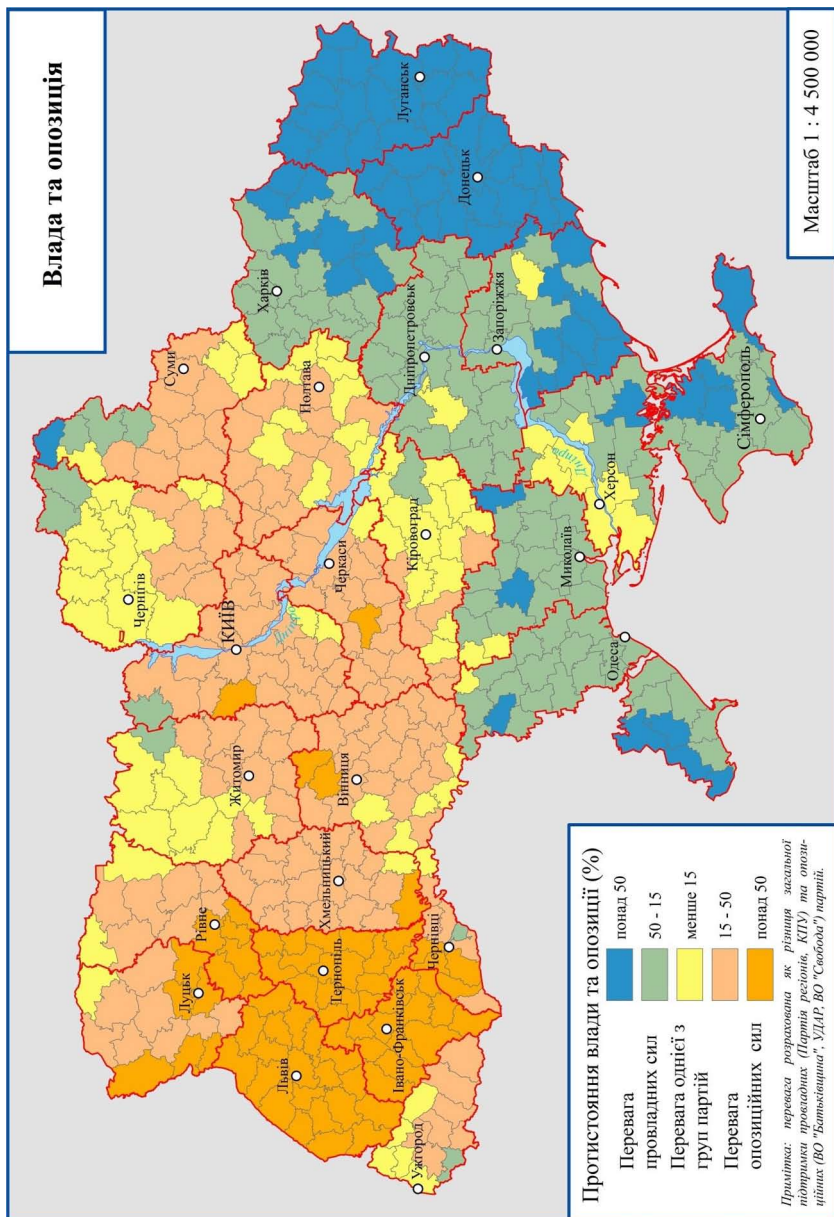 Влада та опозиція
Масштаб 1 : 4 500 000
Чернігів
Суми
КИЇВ
Дніпро
Харків
Полтава
Черкаси
Житомир
Вінниця
Хмельницький
Рівне
Луцьк
Тернопіль
Львів
Івано-Франківськ
Чернівці
Ужгород
Кіровоград
Дніпропетровськ
Запоріжжя
Донецьк
Луганськ
Миколаїв
Херсон
Дніпро
Одеса
Сімферополь
Протистояння влади та опозиції (%)
Перевага
провладних сил
понад 50
50 - 15
Перевага однієї з
груп партій
менше 15
Перевага
опозиційних сил
15 - 50
понад 50
Примітка: перевага розрахована як різниця загальної
підтримки провладних (Партія регіонів, КПУ) та опози-
ційних (ВО "Батьківщина", УДАР, ВО "Свобода") партій.